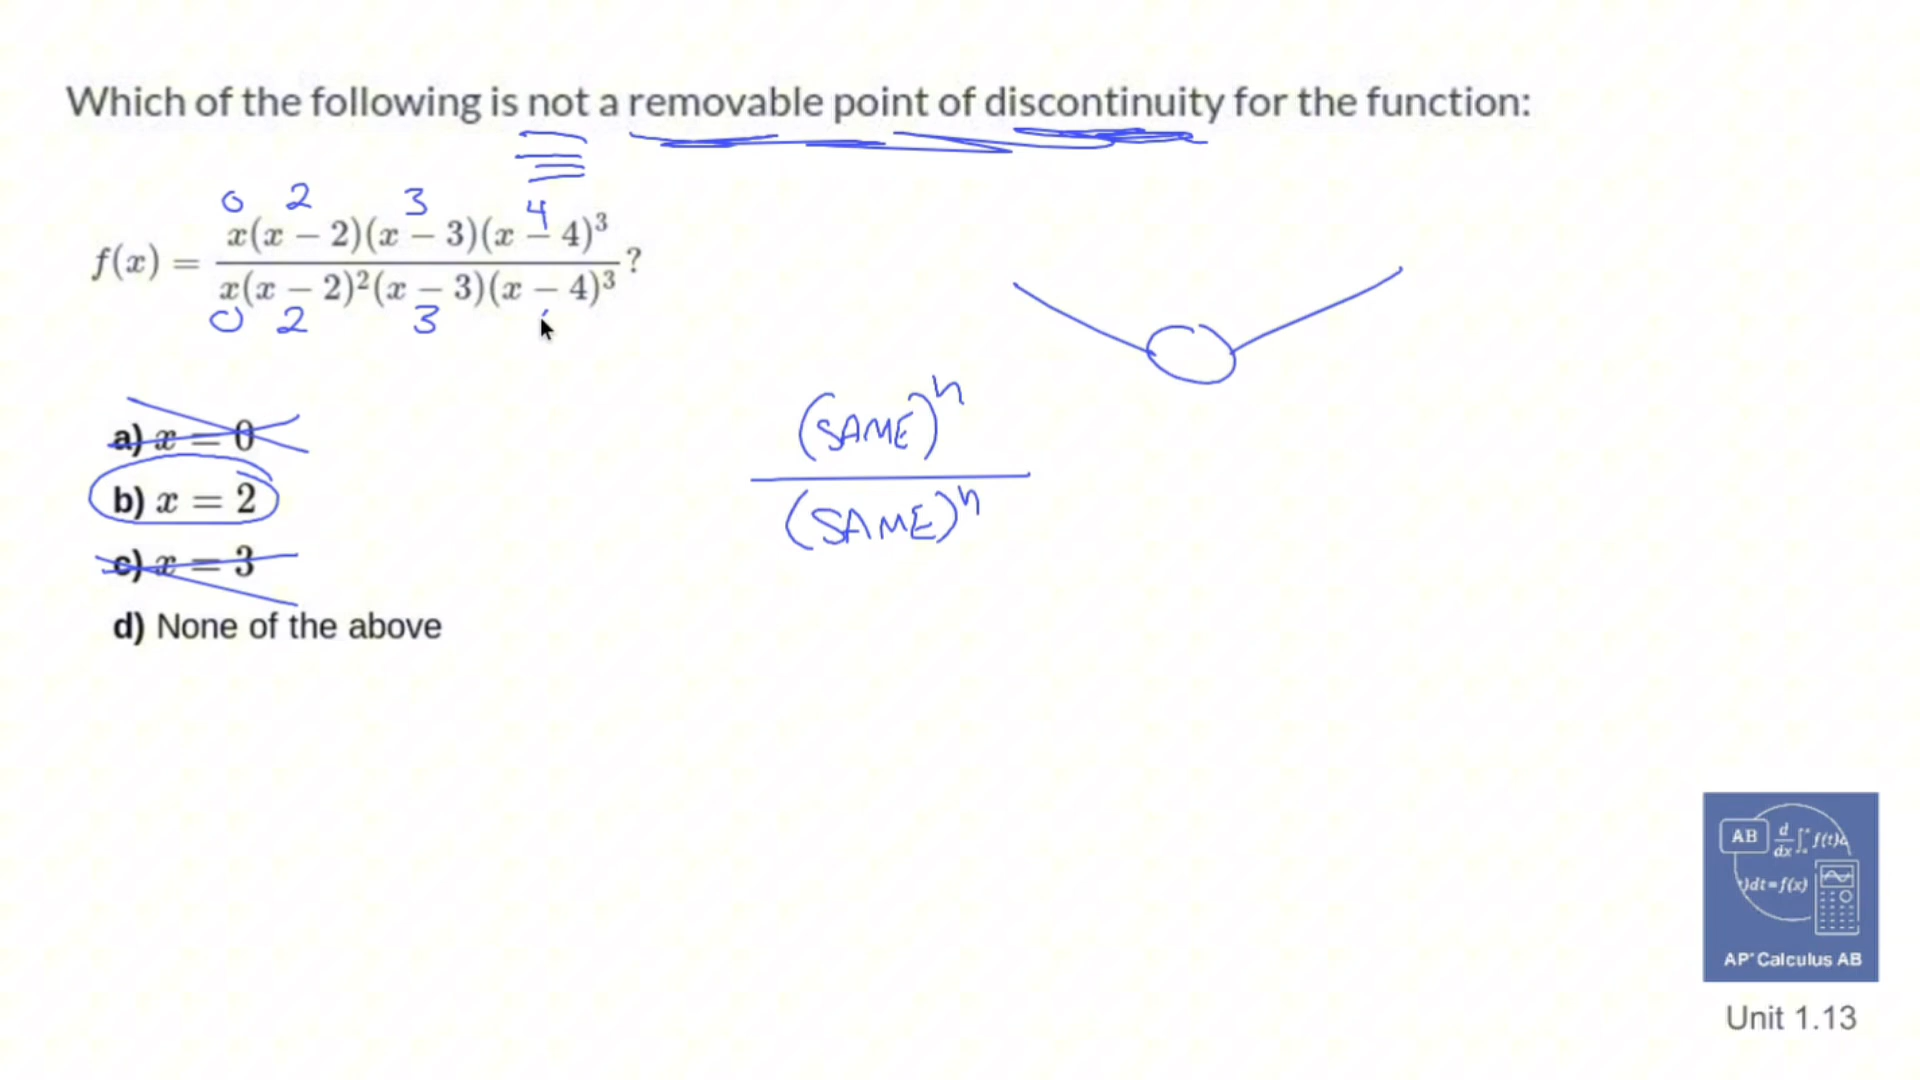 Which of the following is not a removable point of discontinuity for the function:
0 2 3 4
f(x) = x(x − 2)(x − 3)(x − 4)³ / x(x − 2)²(x − 3)(x − 4)³ ?
0 2 3
a) x = 0
b) x = 2
c) x = 3
d) None of the above
(SAME)ⁿ
(SAME)ⁿ
AB d/dx ∫ f(t)d
)dt=f(x)
AP® Calculus AB
Unit 1.13